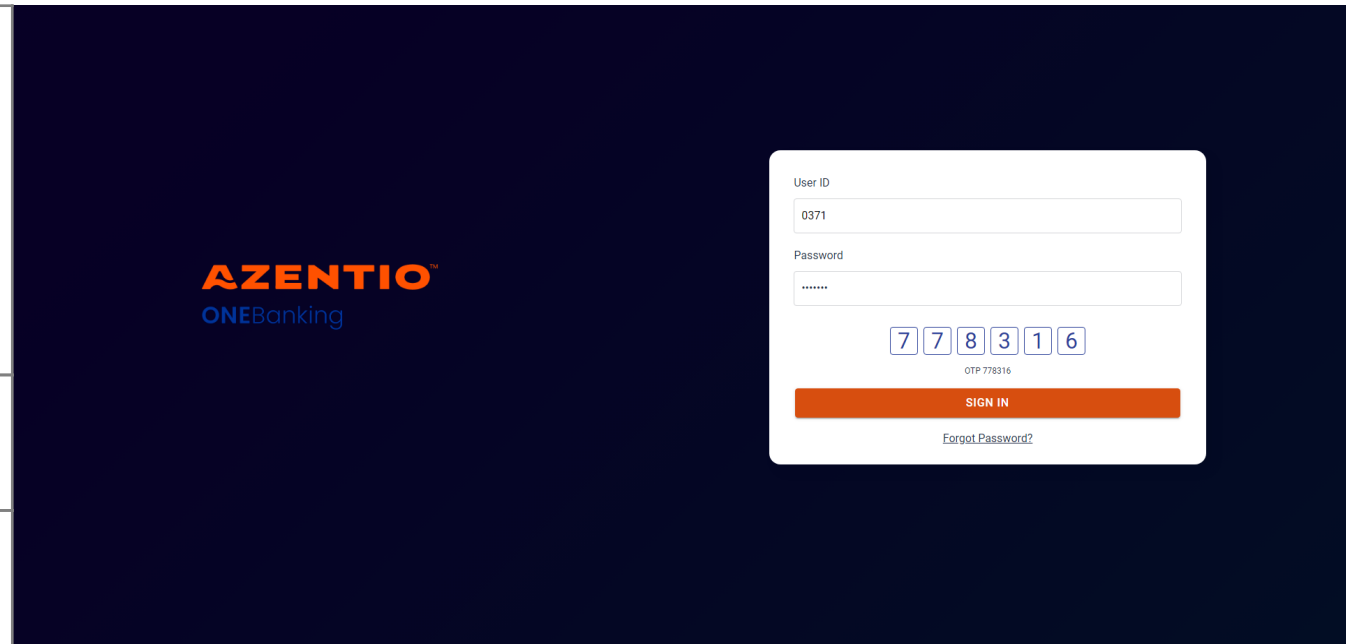 AZENTIO™
ONEBanking
User ID
0371
Password
•••••••
7 7 8 3 1 6
OTP 778316
SIGN IN
Forgot Password?